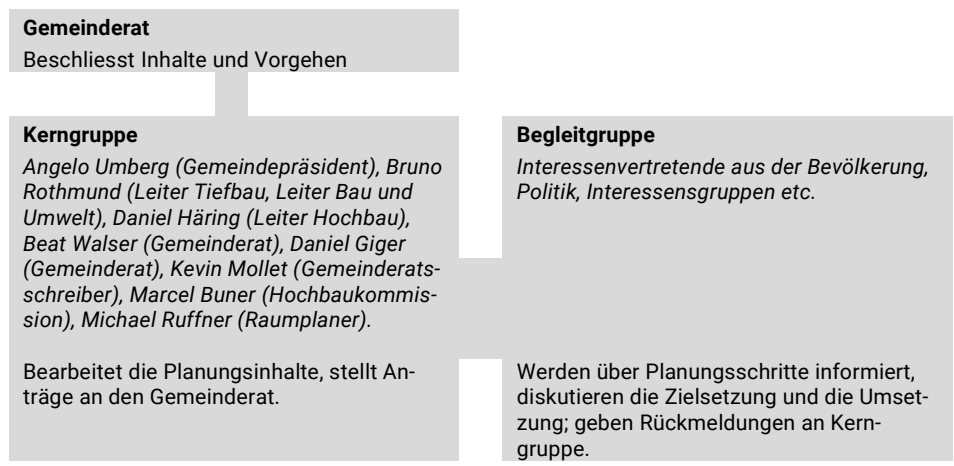 Gemeinderat
Beschliesst Inhalte und Vorgehen
Kerngruppe
Angelo Umberg (Gemeindepräsident), Bruno
Rothmund (Leiter Tiefbau, Leiter Bau und
Umwelt), Daniel Häring (Leiter Hochbau),
Beat Walser (Gemeinderat), Daniel Giger
(Gemeinderat), Kevin Mollet (Gemeinderats-
schreiber), Marcel Buner (Hochbaukommis-
sion), Michael Ruffner (Raumplaner).
Bearbeitet die Planungsinhalte, stellt An-
träge an den Gemeinderat.
Begleitgruppe
Interessenvertretende aus der Bevölkerung,
Politik, Interessensgruppen etc.
Werden über Planungsschritte informiert,
diskutieren die Zielsetzung und die Umset-
zung; geben Rückmeldungen an Kern-
gruppe.